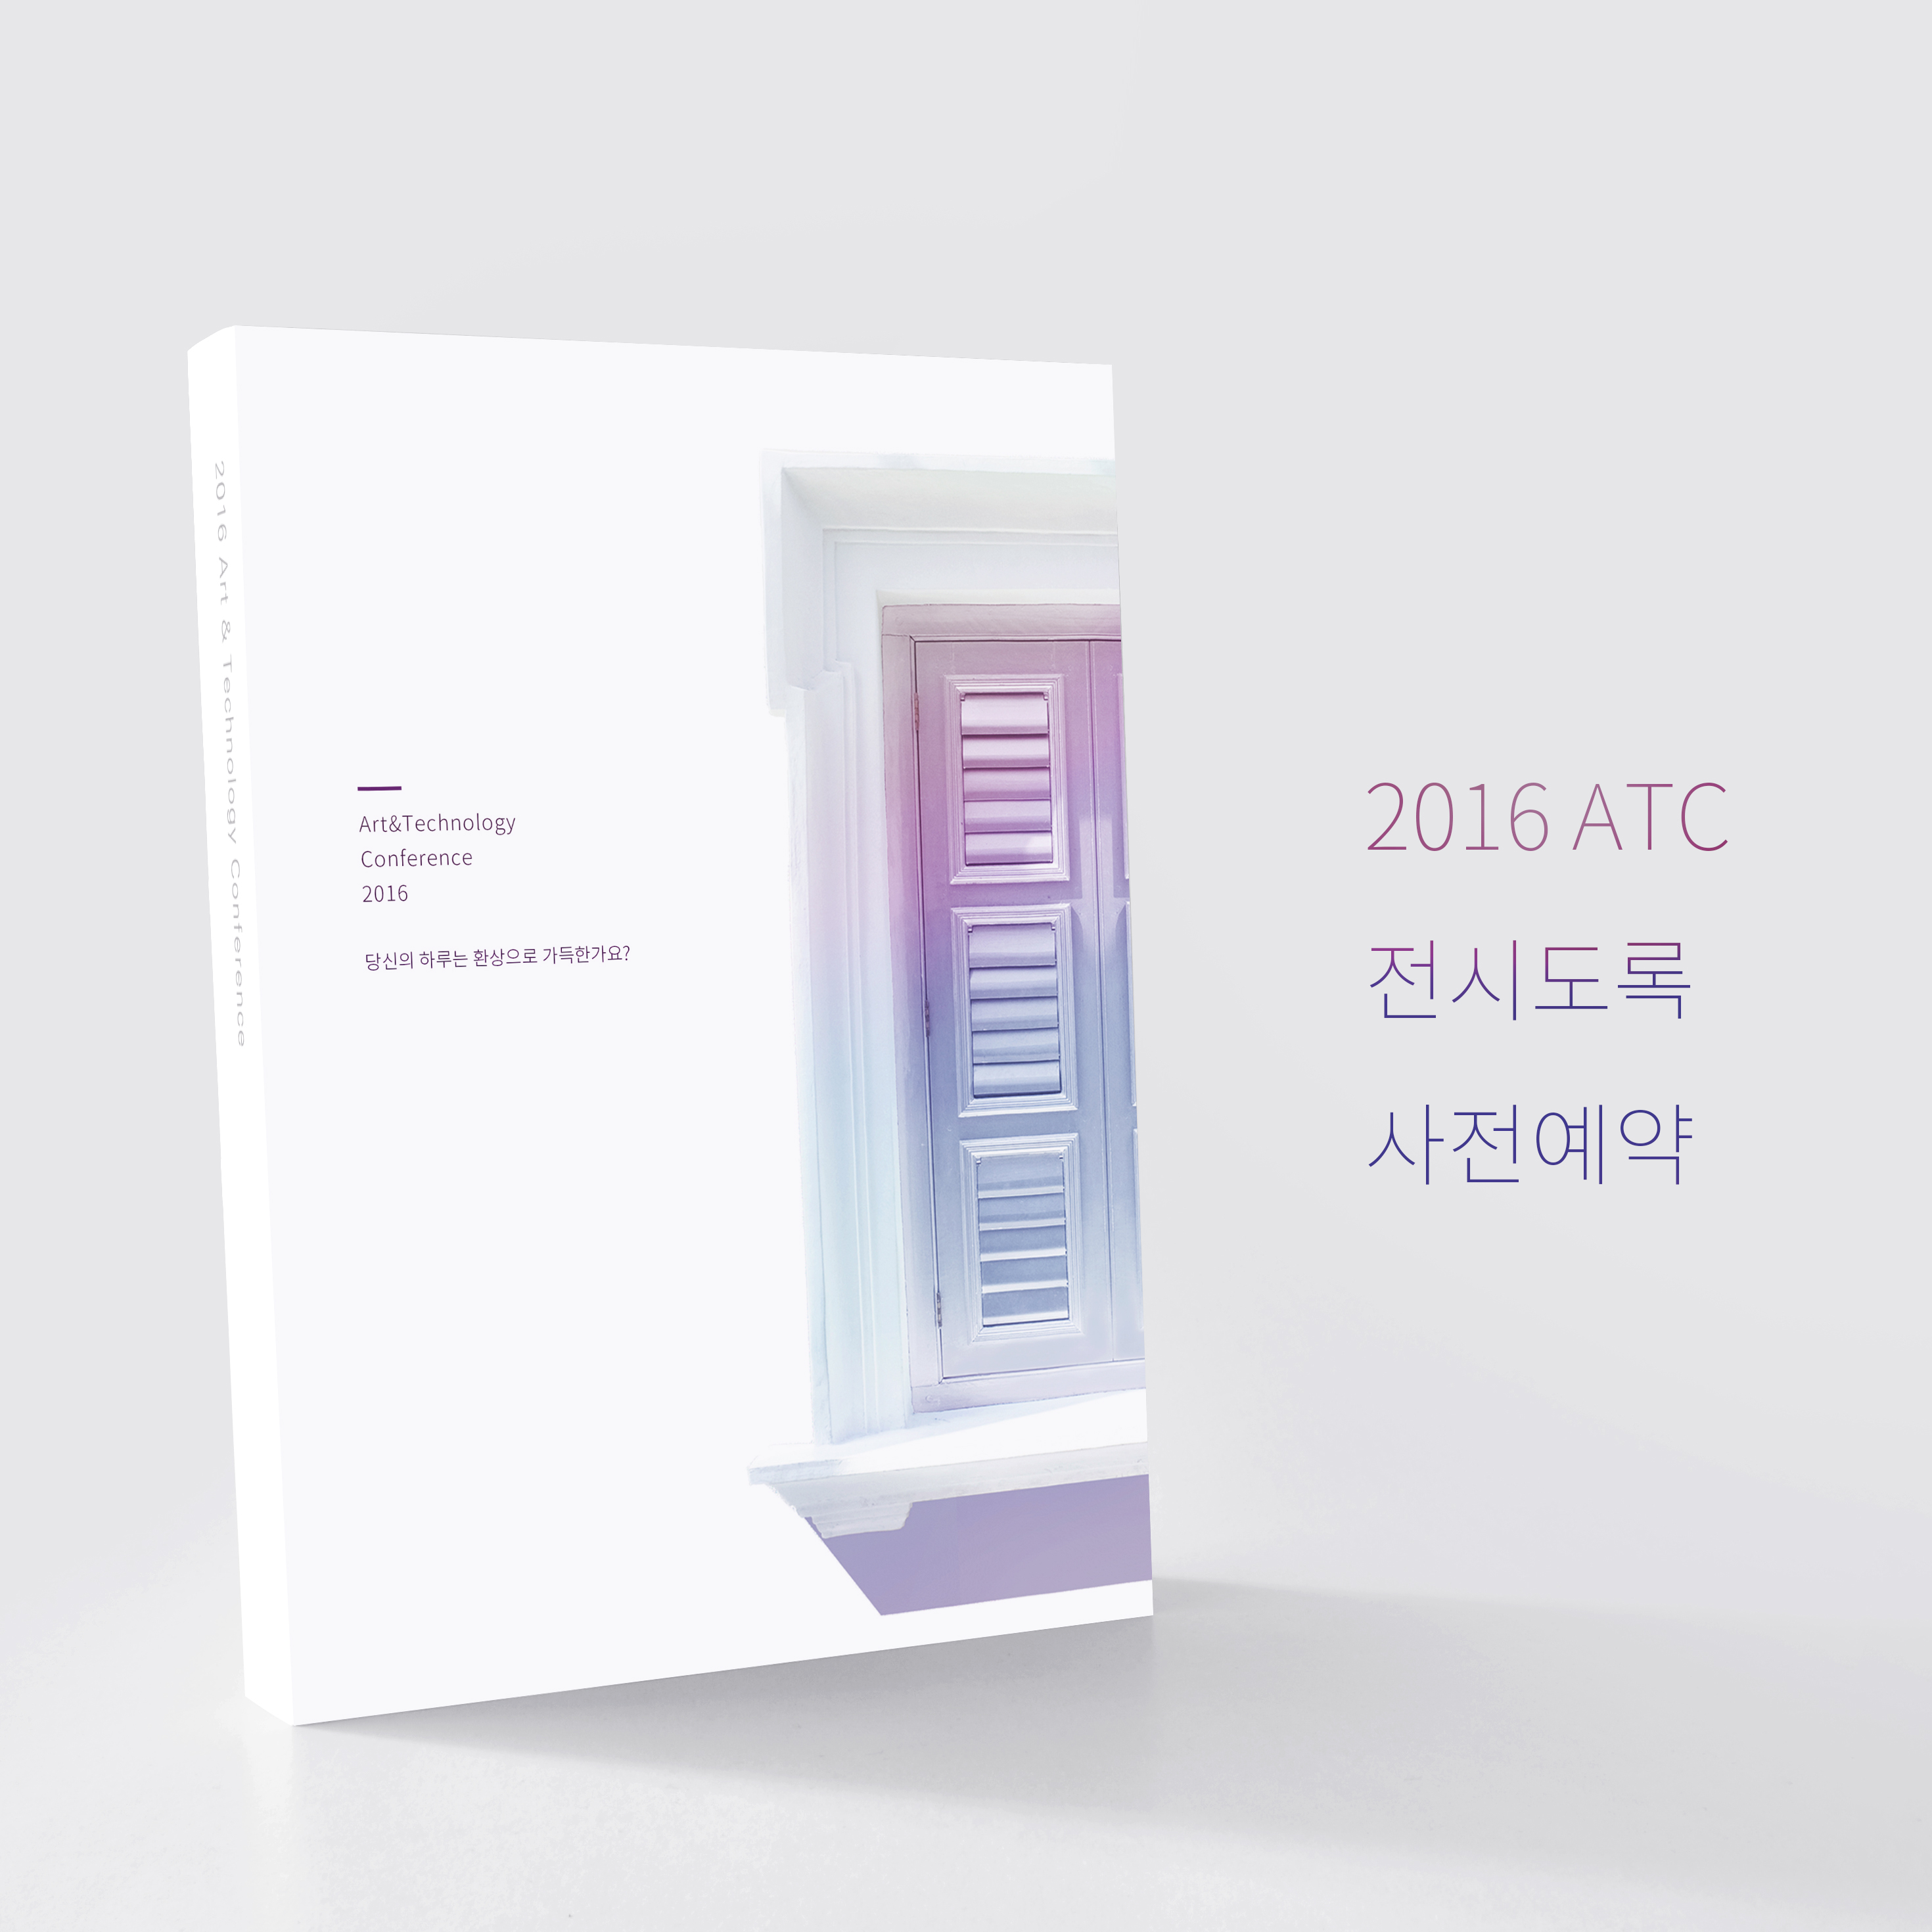 2016 Art & Technology Conference
Art&Technology
Conference
2016
당신의 하루는 환상으로 가득한가요?
2016 ATC
전시도록
사전예약